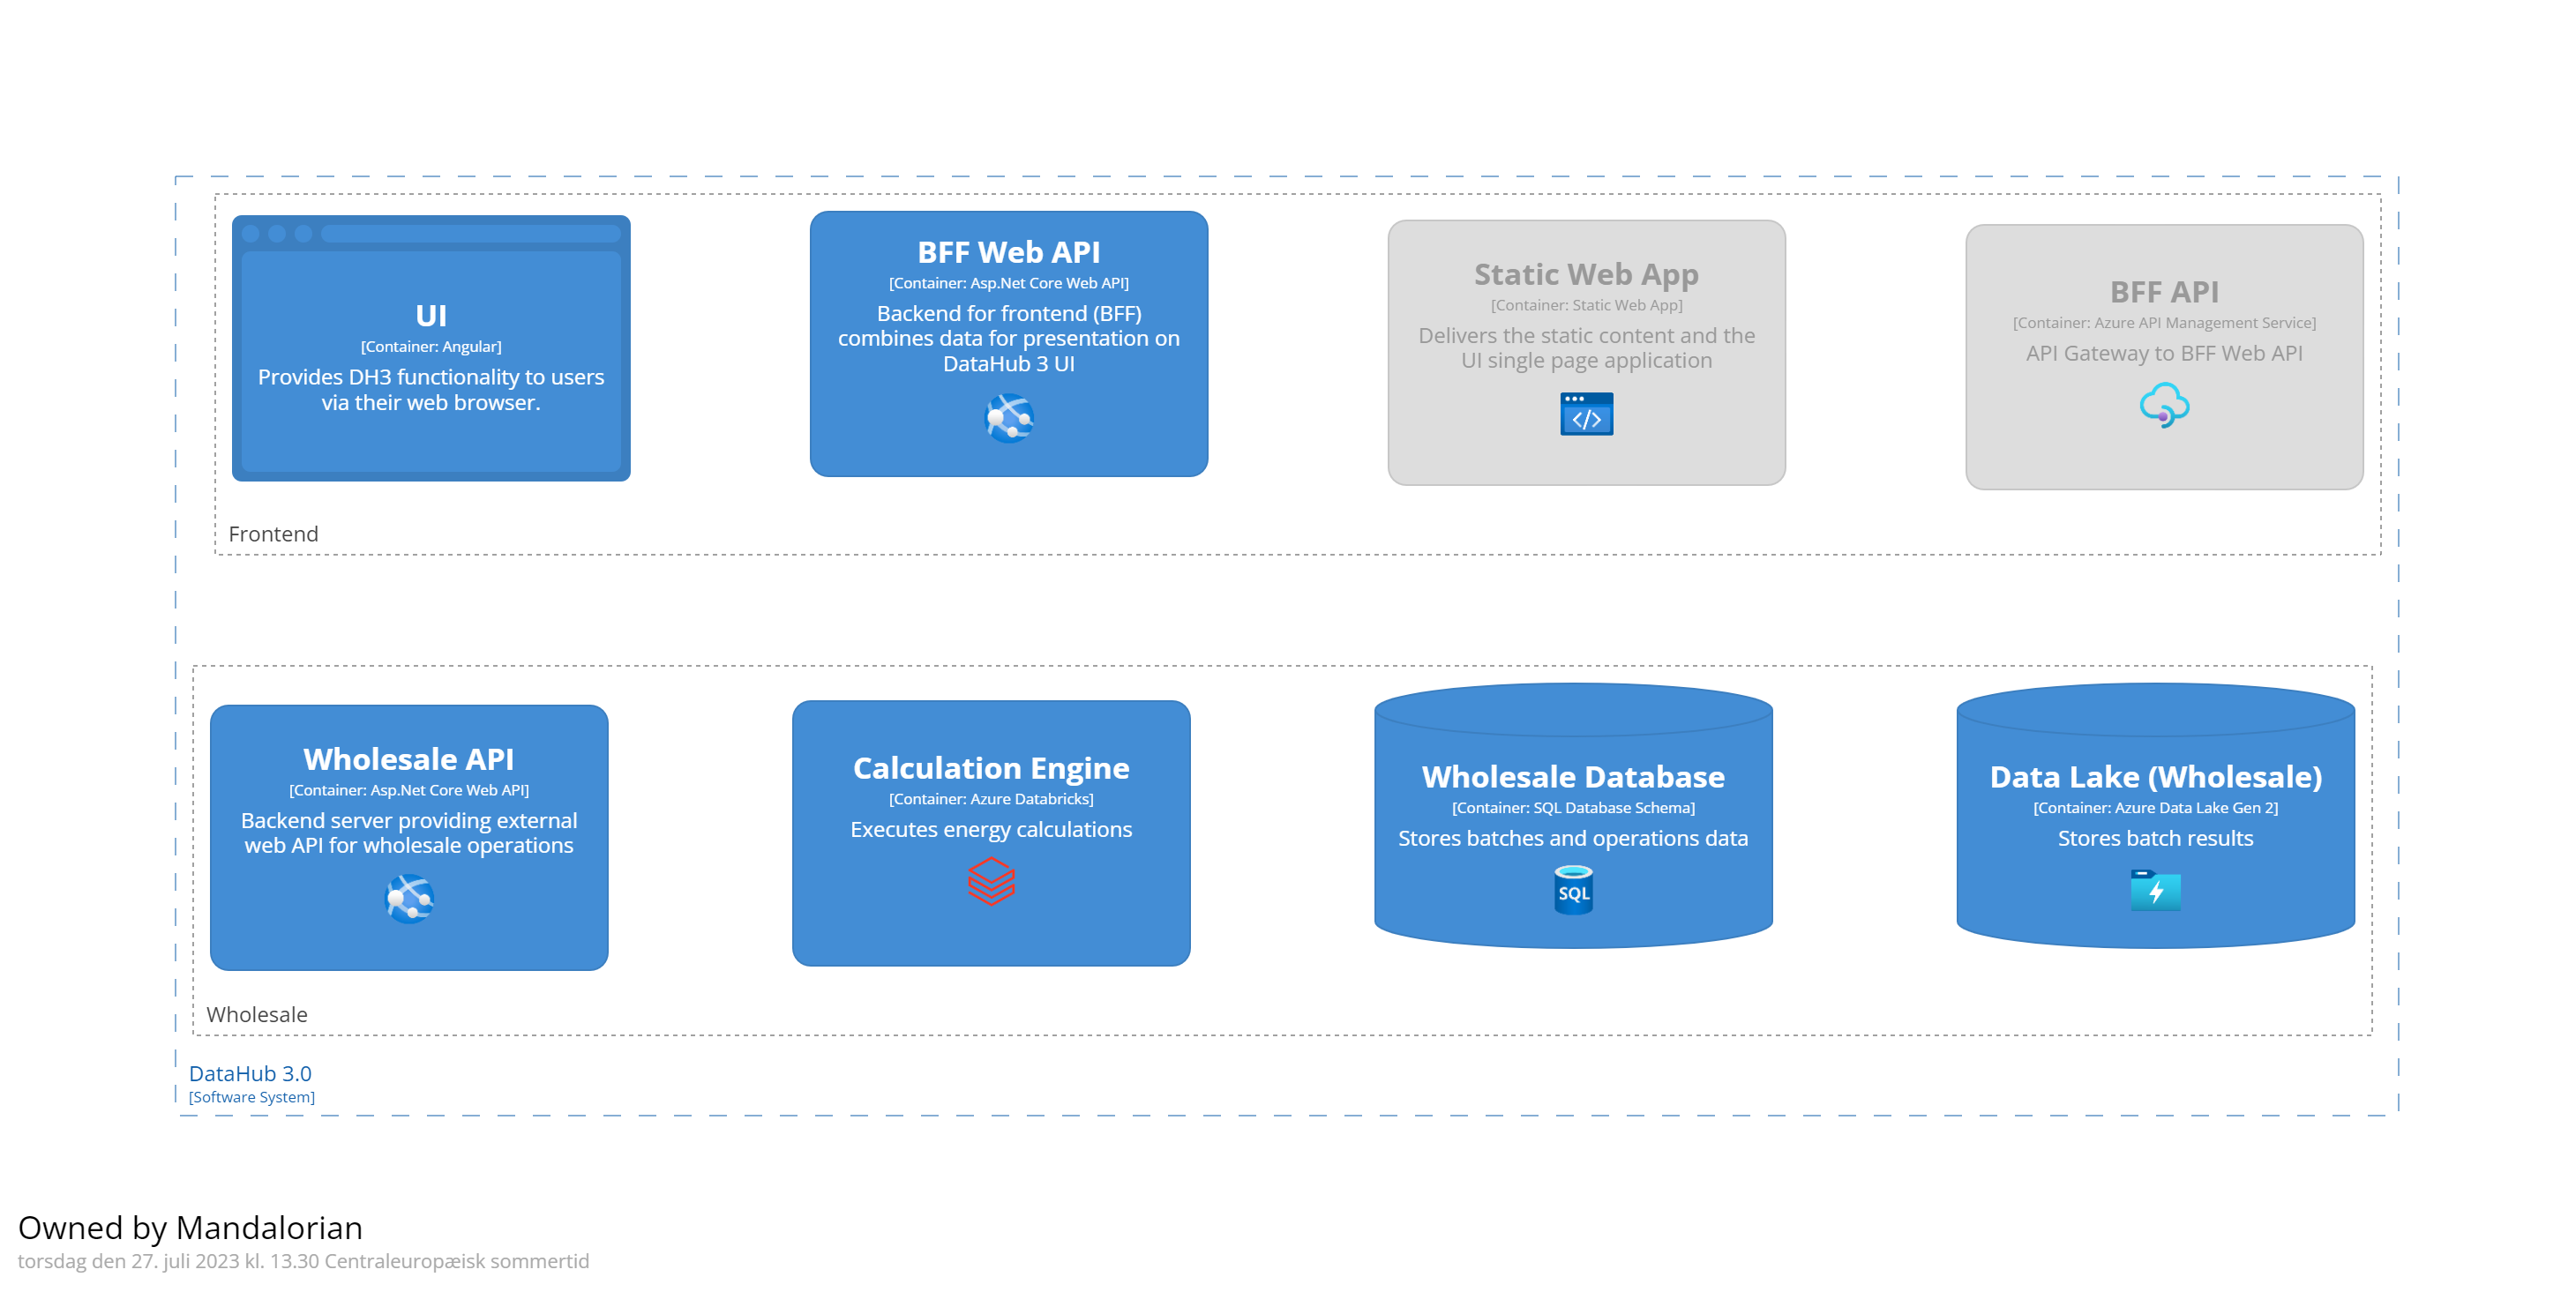 UI
[Container: Angular]
Provides DH3 functionality to users
via their web browser.
BFF Web API
[Container: Asp.Net Core Web API]
Backend for frontend (BFF)
combines data for presentation on
DataHub 3 UI
Static Web App
[Container: Static Web App]
Delivers the static content and the
UI single page application
BFF API
[Container: Azure API Management Service]
API Gateway to BFF Web API
Frontend
Wholesale API
[Container: Asp.Net Core Web API]
Backend server providing external
web API for wholesale operations
Calculation Engine
[Container: Azure Databricks]
Executes energy calculations
Wholesale Database
[Container: SQL Database Schema]
Stores batches and operations data
SQL
Data Lake (Wholesale)
[Container: Azure Data Lake Gen 2]
Stores batch results
Wholesale
DataHub 3.0
[Software System]
Owned by Mandalorian
torsdag den 27. juli 2023 kl. 13.30 Centraleuropæisk sommertid